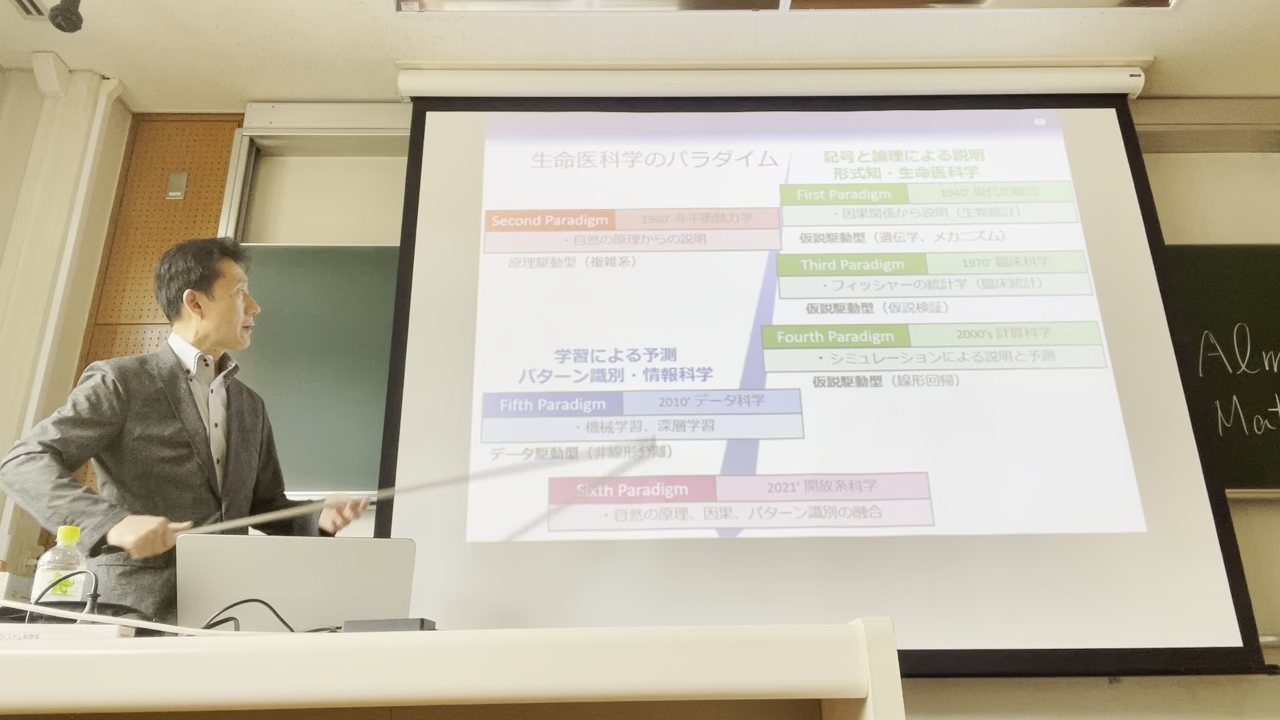 48
生命医科学のパラダイム
記号と論理による説明
形式知・生命医科学
First Paradigm 1940' 現代的総合
・因果関係から説明（生物統計）
仮説駆動型（遺伝学、メカニズム）
Second Paradigm 1960' 非平衡熱力学
・自然の原理からの説明
原理駆動型（複雑系）
Third Paradigm 1970' 臨床科学
・フィッシャーの統計学（臨床統計）
仮説駆動型（仮説検証）
Fourth Paradigm 2000's 計算科学
・シミュレーションによる説明と予測
仮説駆動型（線形回帰）
学習による予測
パターン識別・情報科学
Fifth Paradigm 2010' データ科学
・機械学習、深層学習
データ駆動型（非線形分離）
Sixth Paradigm 2021' 開放系科学
・自然の原理、因果、パターン識別の融合
Alm
Mat